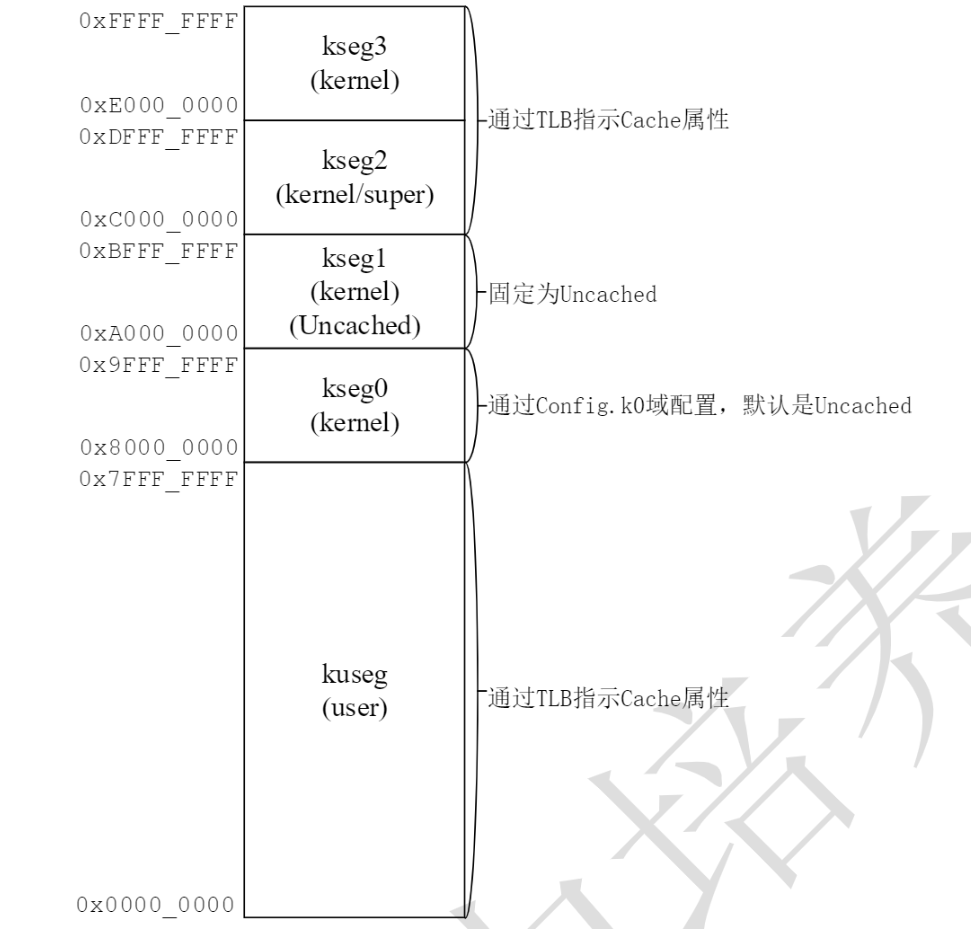 0xFFFF_FFFF
kseg3
(kernel)
0xE000_0000
通过TLB指示Cache属性
0xDFFF_FFFF
kseg2
(kernel/super)
0xC000_0000
0xBFFF_FFFF
kseg1
(kernel)
固定为Uncached
(Uncached)
0xA000_0000
0x9FFF_FFFF
kseg0
通过Config.k0域配置，默认是Uncached
(kernel)
0x8000_0000
0x7FFF_FFFF
kuseg
通过TLB指示Cache属性
(user)
0x0000_0000
培养